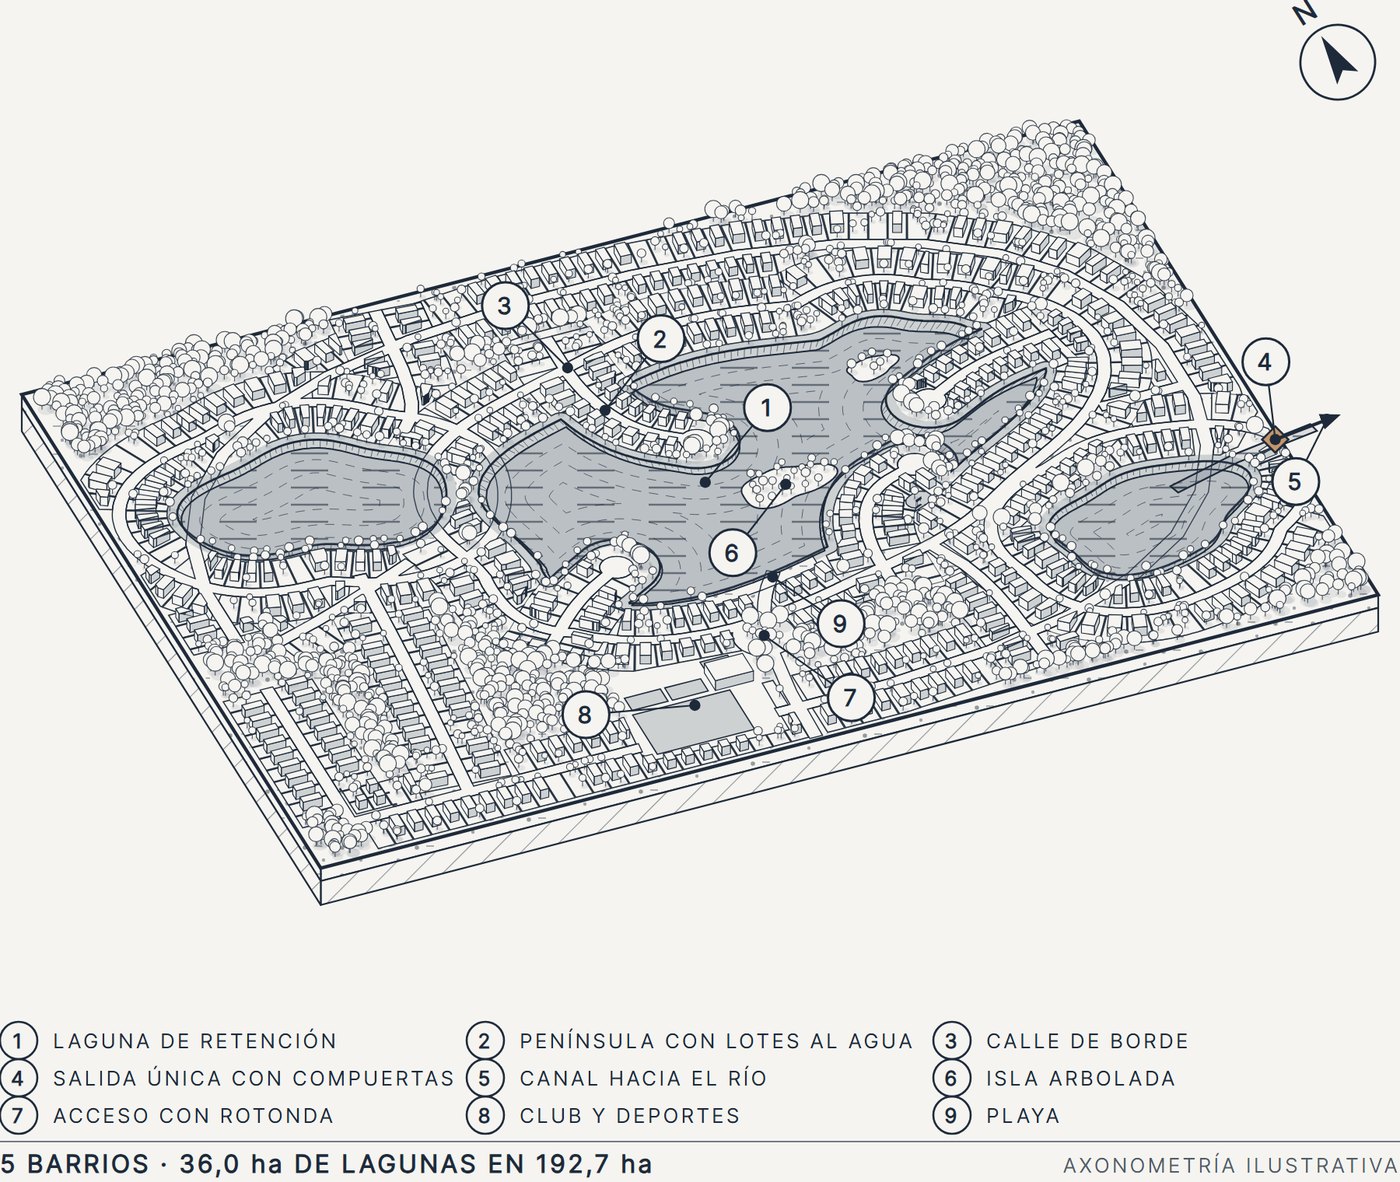 N
3
2
4
1
5
6
9
7
8
1 LAGUNA DE RETENCIÓN 2 PENÍNSULA CON LOTES AL AGUA 3 CALLE DE BORDE
4 SALIDA ÚNICA CON COMPUERTAS 5 CANAL HACIA EL RÍO 6 ISLA ARBOLADA
7 ACCESO CON ROTONDA 8 CLUB Y DEPORTES 9 PLAYA
5 BARRIOS · 36,0 ha DE LAGUNAS EN 192,7 ha AXONOMETRÍA ILUSTRATIVA